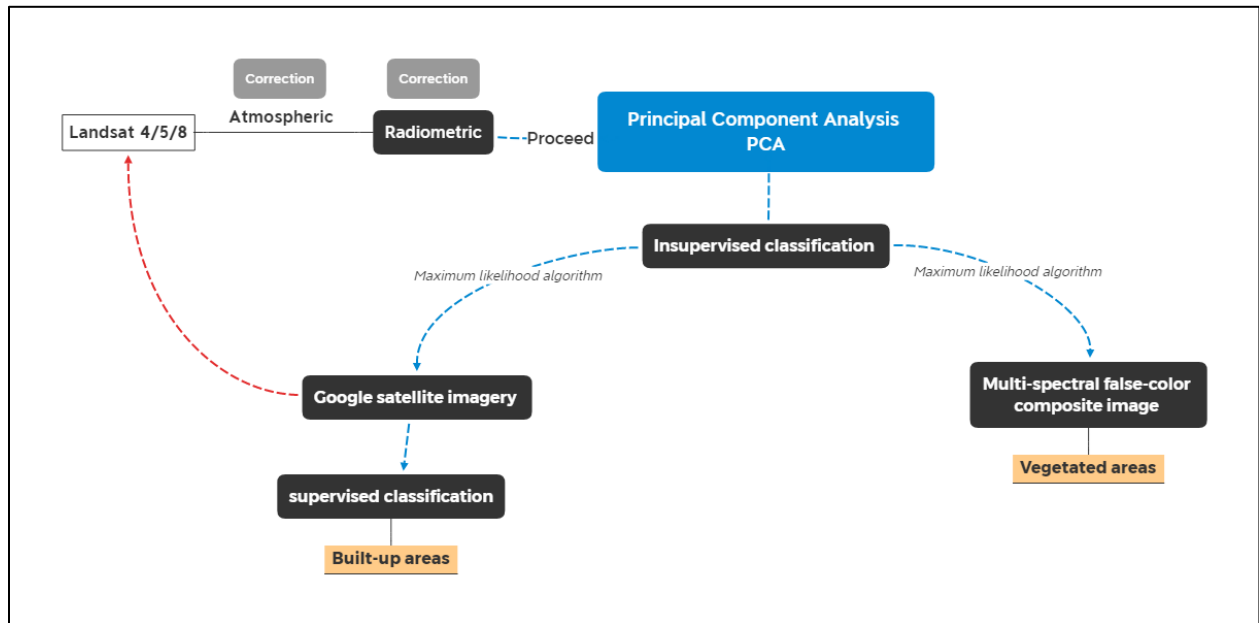 Correction
Correction
Landsat 4/5/8
Atmospheric
Radiometric
Proceed
Principal Component Analysis
PCA
Insupervised classification
Maximum likelihood algorithm
Maximum likelihood algorithm
Google satellite imagery
Multi-spectral false-color
composite image
Vegetated areas
supervised classification
Built-up areas